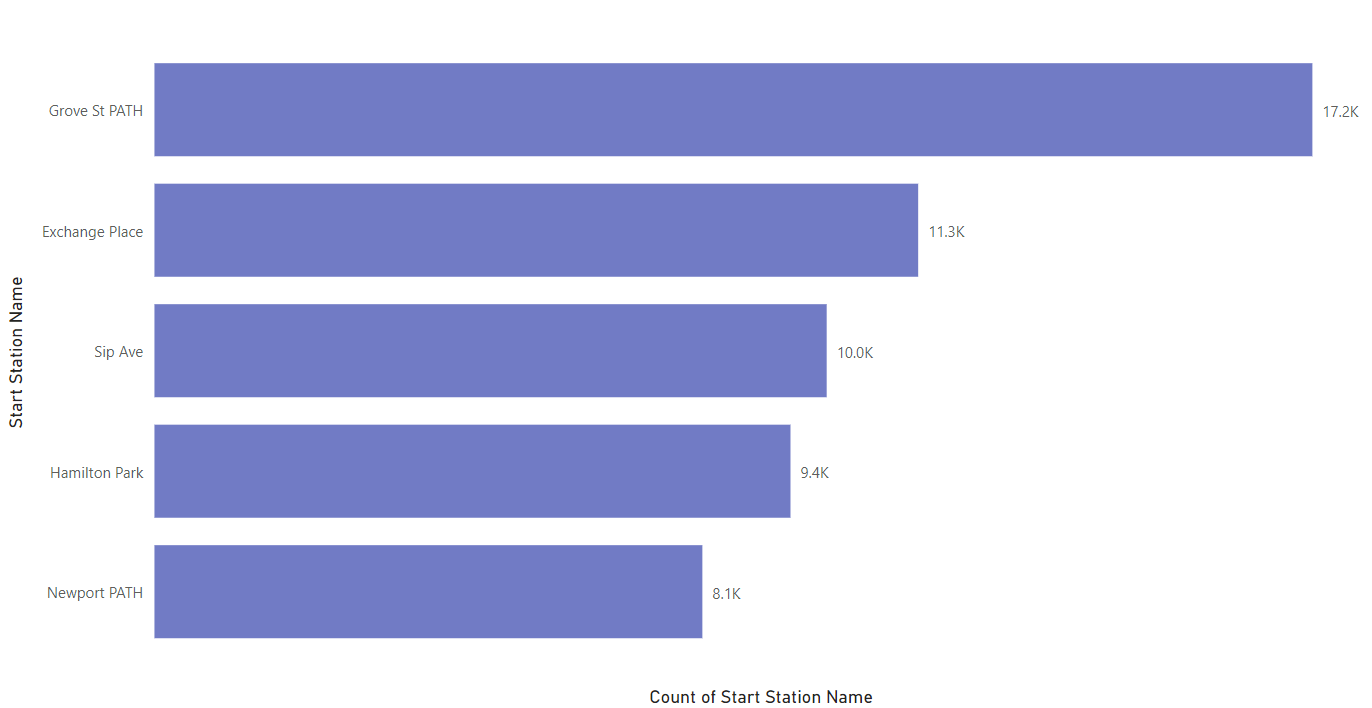 Grove St PATH
17.2K
Exchange Place
11.3K
Sip Ave
10.0K
Hamilton Park
9.4K
Newport PATH
8.1K
Start Station Name
Count of Start Station Name